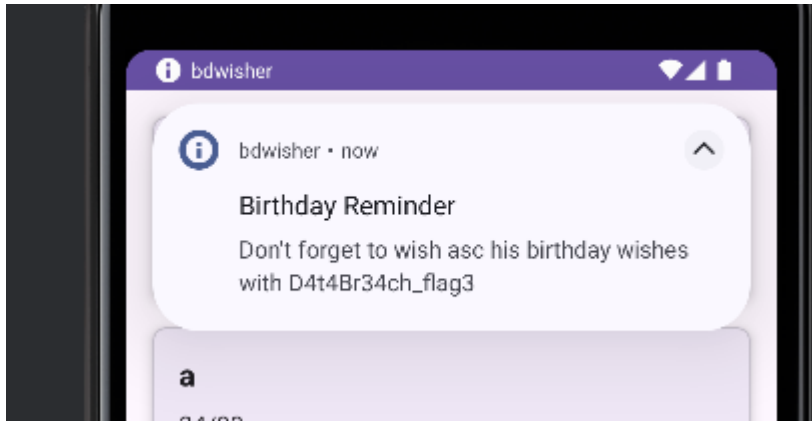 bdwisher
bdwisher • now
Birthday Reminder
Don't forget to wish asc his birthday wishes
with D4t4Br34ch_flag3
a